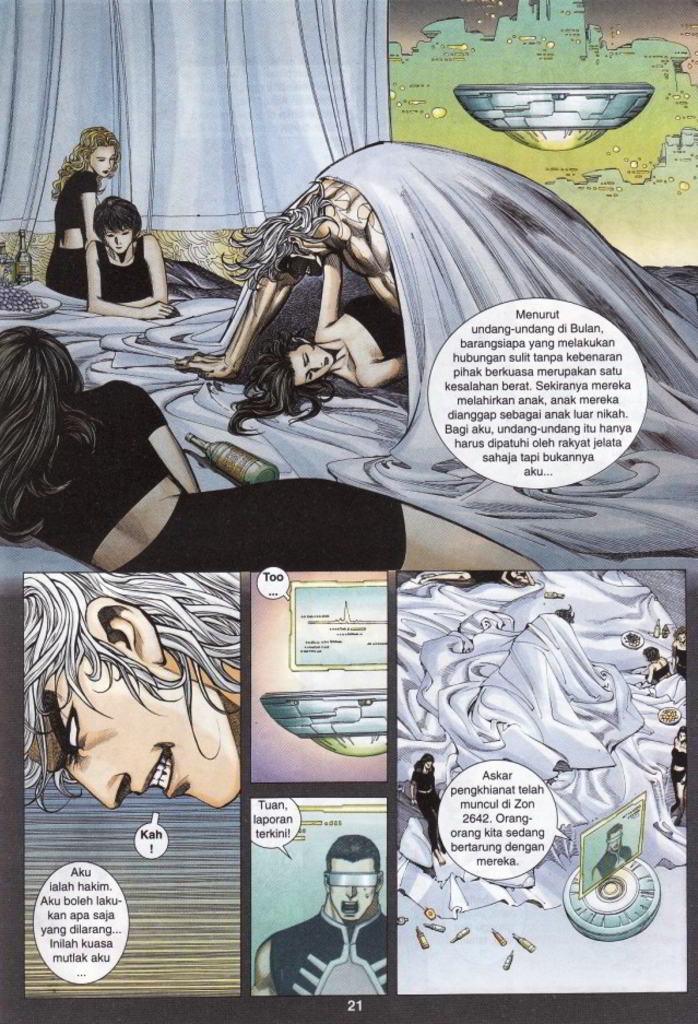 Menurut
undang-undang di Bulan,
barangsiapa yang melakukan
hubungan sulit tanpa kebenaran
pihak berkuasa merupakan satu
kesalahan berat. Sekiranya mereka
melahirkan anak, anak mereka
dianggap sebagai anak luar nikah.
Bagi aku, undang-undang itu hanya
harus dipatuhi oleh rakyat jelata
sahaja tapi bukannya
aku...
Kah
!
Aku
ialah hakim.
Aku boleh laku-
kan apa saja
yang dilarang...
Inilah kuasa
mutlak aku
...
Too
...
Tuan,
laporan
terkini!
Askar
pengkhianat telah
muncul di Zon
2642. Orang-
orang kita sedang
bertarung dengan
mereka.
21